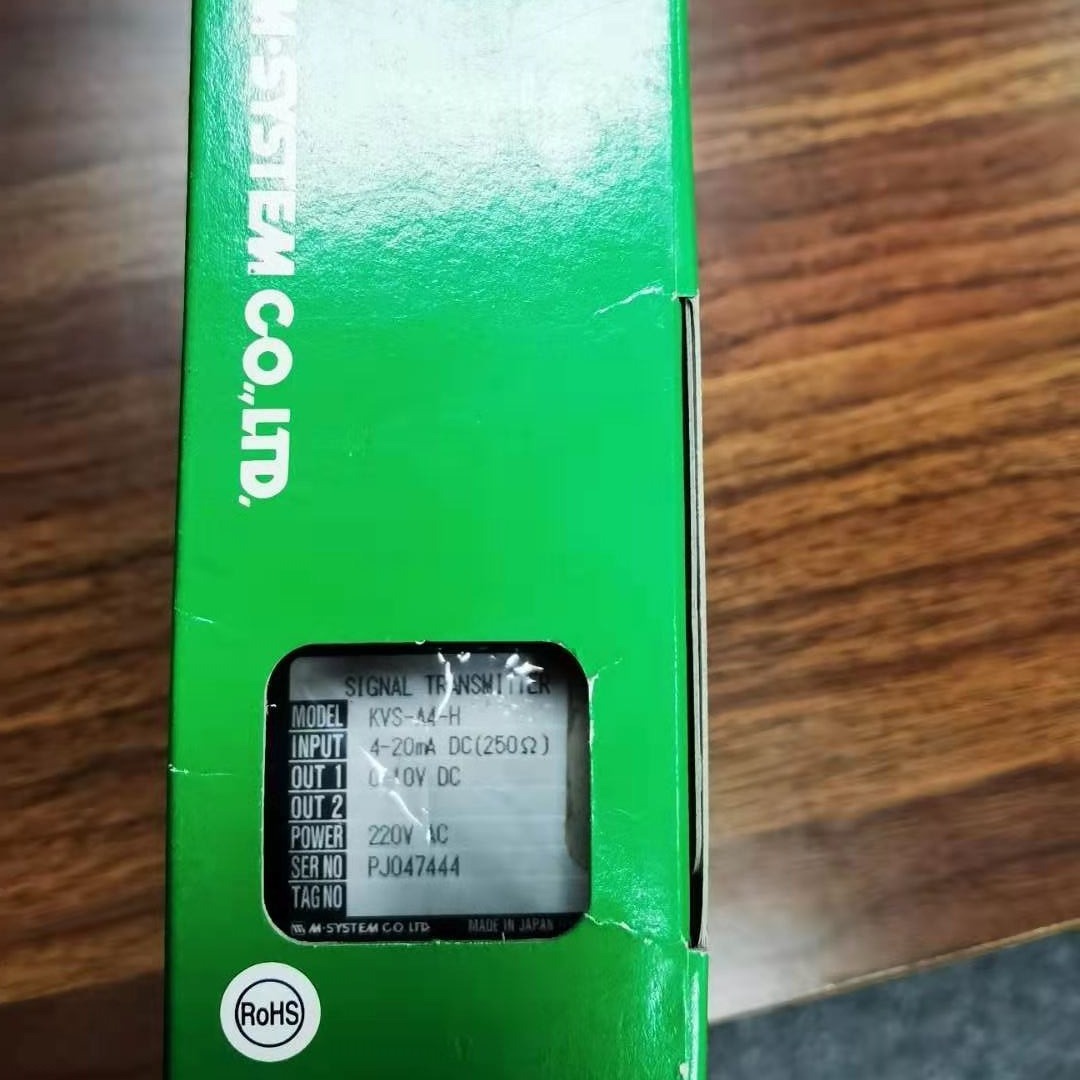 M·SYSTEM CO.,LTD.
SIGNAL TRANSMITTER
MODEL KVS-A4-H
INPUT 4-20mA DC(250Ω)
OUT 1 0-10V DC
OUT 2
POWER 220V AC
SER NO PJ047444
TAG NO
M·SYSTEM CO LTD. MADE IN JAPAN
RoHS